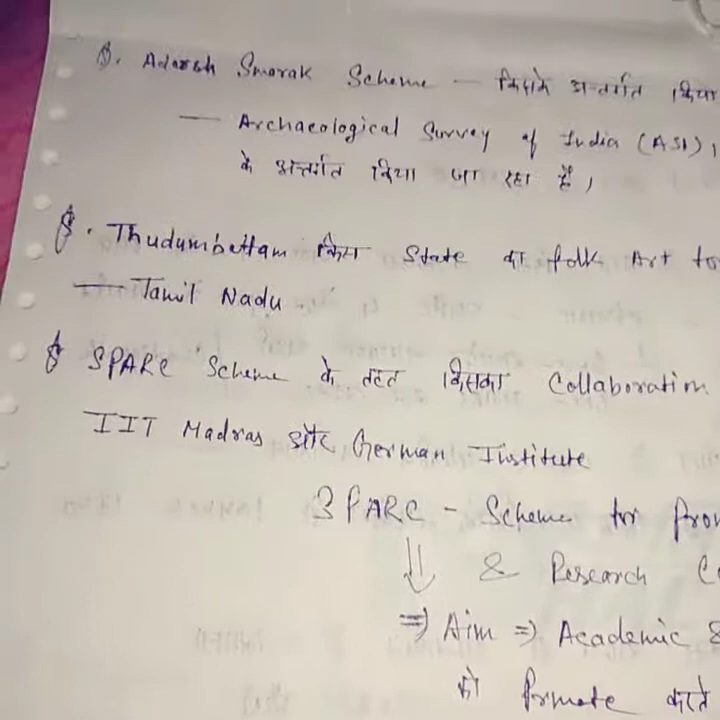 Q. Adarsh Smarak Scheme — किसके अन्तर्गत किया
— Archaeological Survey of India (ASI),
के अन्तर्गत किया जा रहा है,
Q. Thudumbattam किस State का folk Art
— Tamil Nadu
Q SPARC Scheme के तहत किसका Collaboration
IIT Madras और German Institute
SPARC - Scheme for
& Research
⇒ Aim ⇒ Academic &
को Promote करते